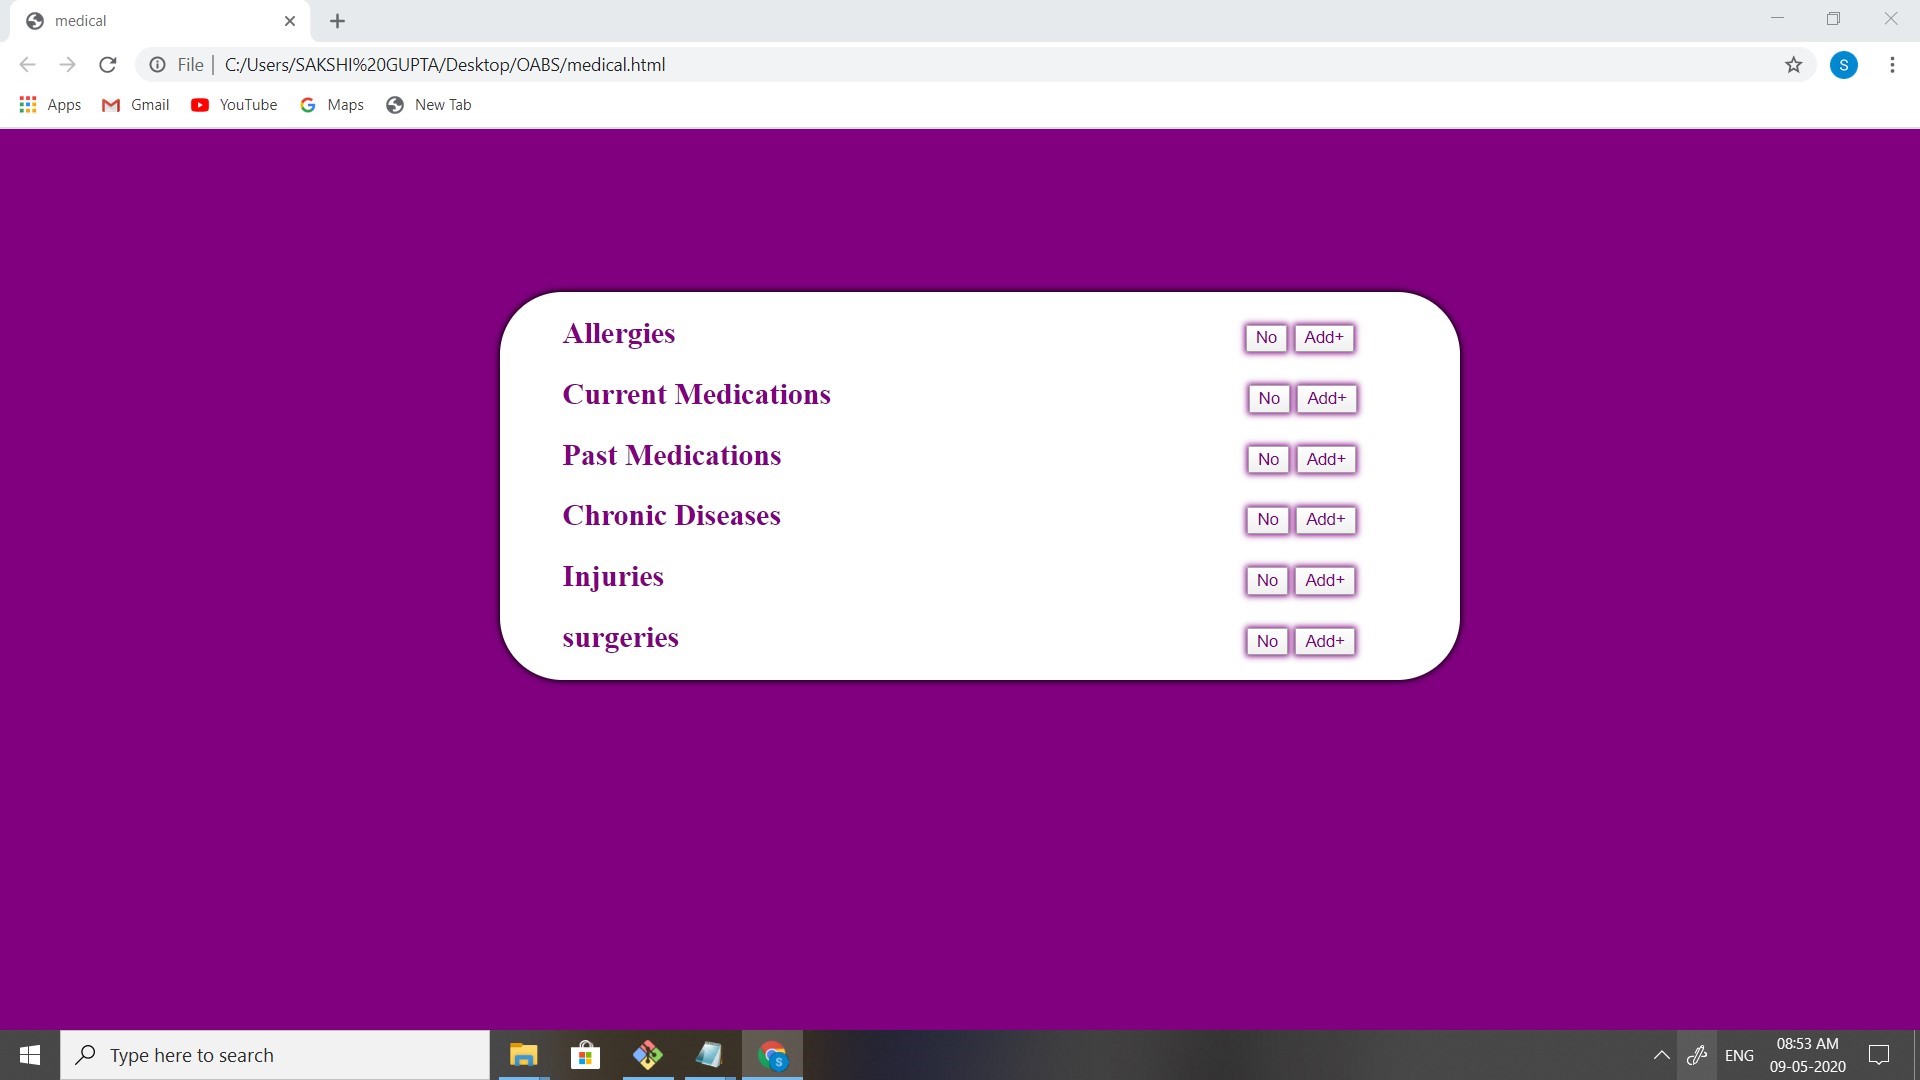 medical
File | C:/Users/SAKSHI%20GUPTA/Desktop/OABS/medical.html
S
Apps Gmail YouTube Maps New Tab
Allergies No Add+
Current Medications No Add+
Past Medications No Add+
Chronic Diseases No Add+
Injuries No Add+
surgeries No Add+
Type here to search
S
ENG
08:53 AM
09-05-2020